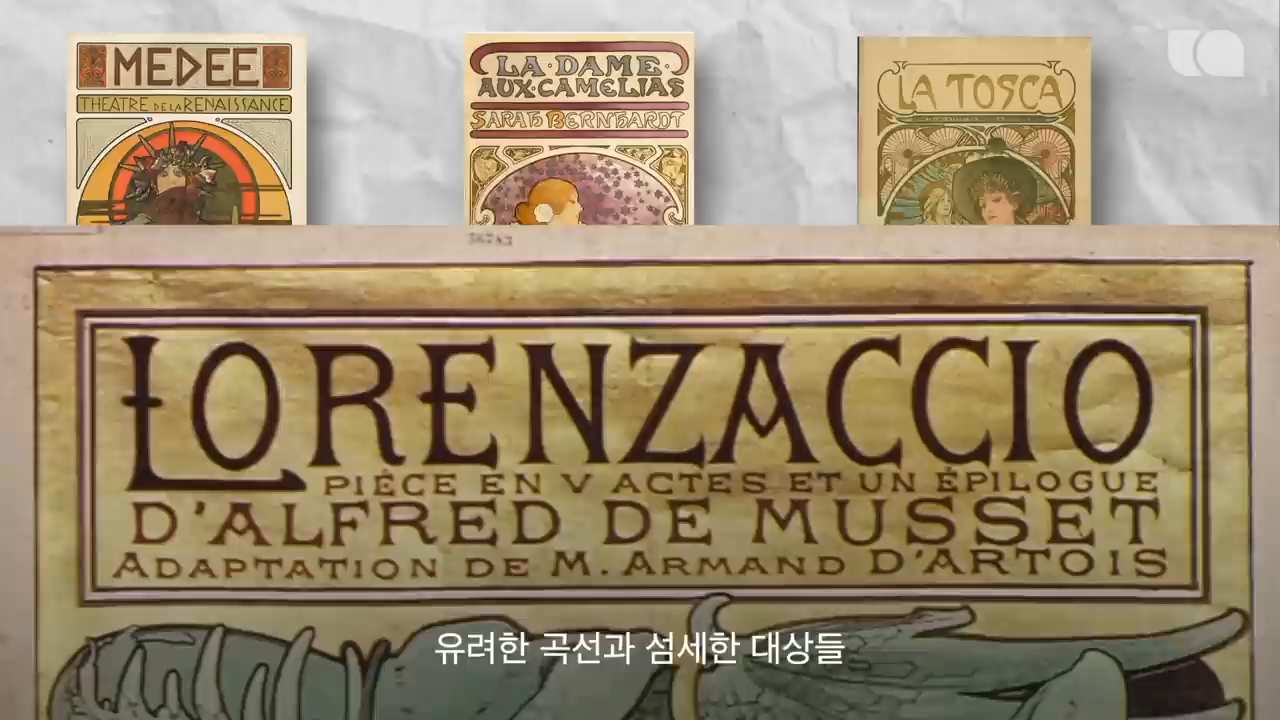 MEDEE
THEATRE DE LA RENAISSANCE
LA·DAME·
AUX·CAMELIAS
SARAH BERNHARDT
LA TOSCA
LORENZACCIO
PIÈCE EN V ACTES ET UN ÉPILOGUE
D'ALFRED DE MUSSET
ADAPTATION DE M. ARMAND D'ARTOIS
유려한 곡선과 섬세한 대상들